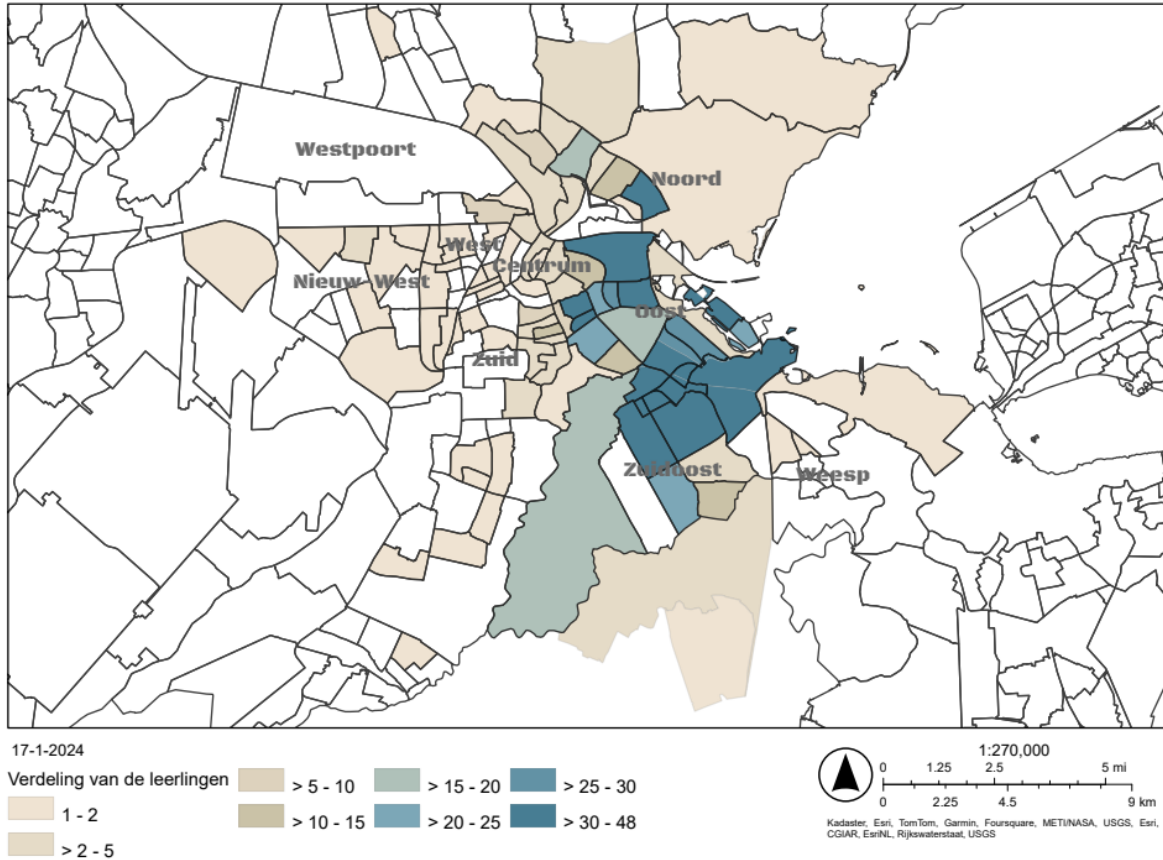 Westpoort
Noord
West
Centrum
Nieuw-West
Oost
Zuid
Zuidoost
Weesp
17-1-2024
Verdeling van de leerlingen
1 - 2
> 2 - 5
> 5 - 10
> 10 - 15
> 15 - 20
> 20 - 25
> 25 - 30
> 30 - 48
1:270,000
0 1.25 2.5 5 mi
0 2.25 4.5 9 km
Kadaster, Esri, TomTom, Garmin, Foursquare, METI/NASA, USGS, Esri,
CGIAR, EsriNL, Rijkswaterstaat, USGS